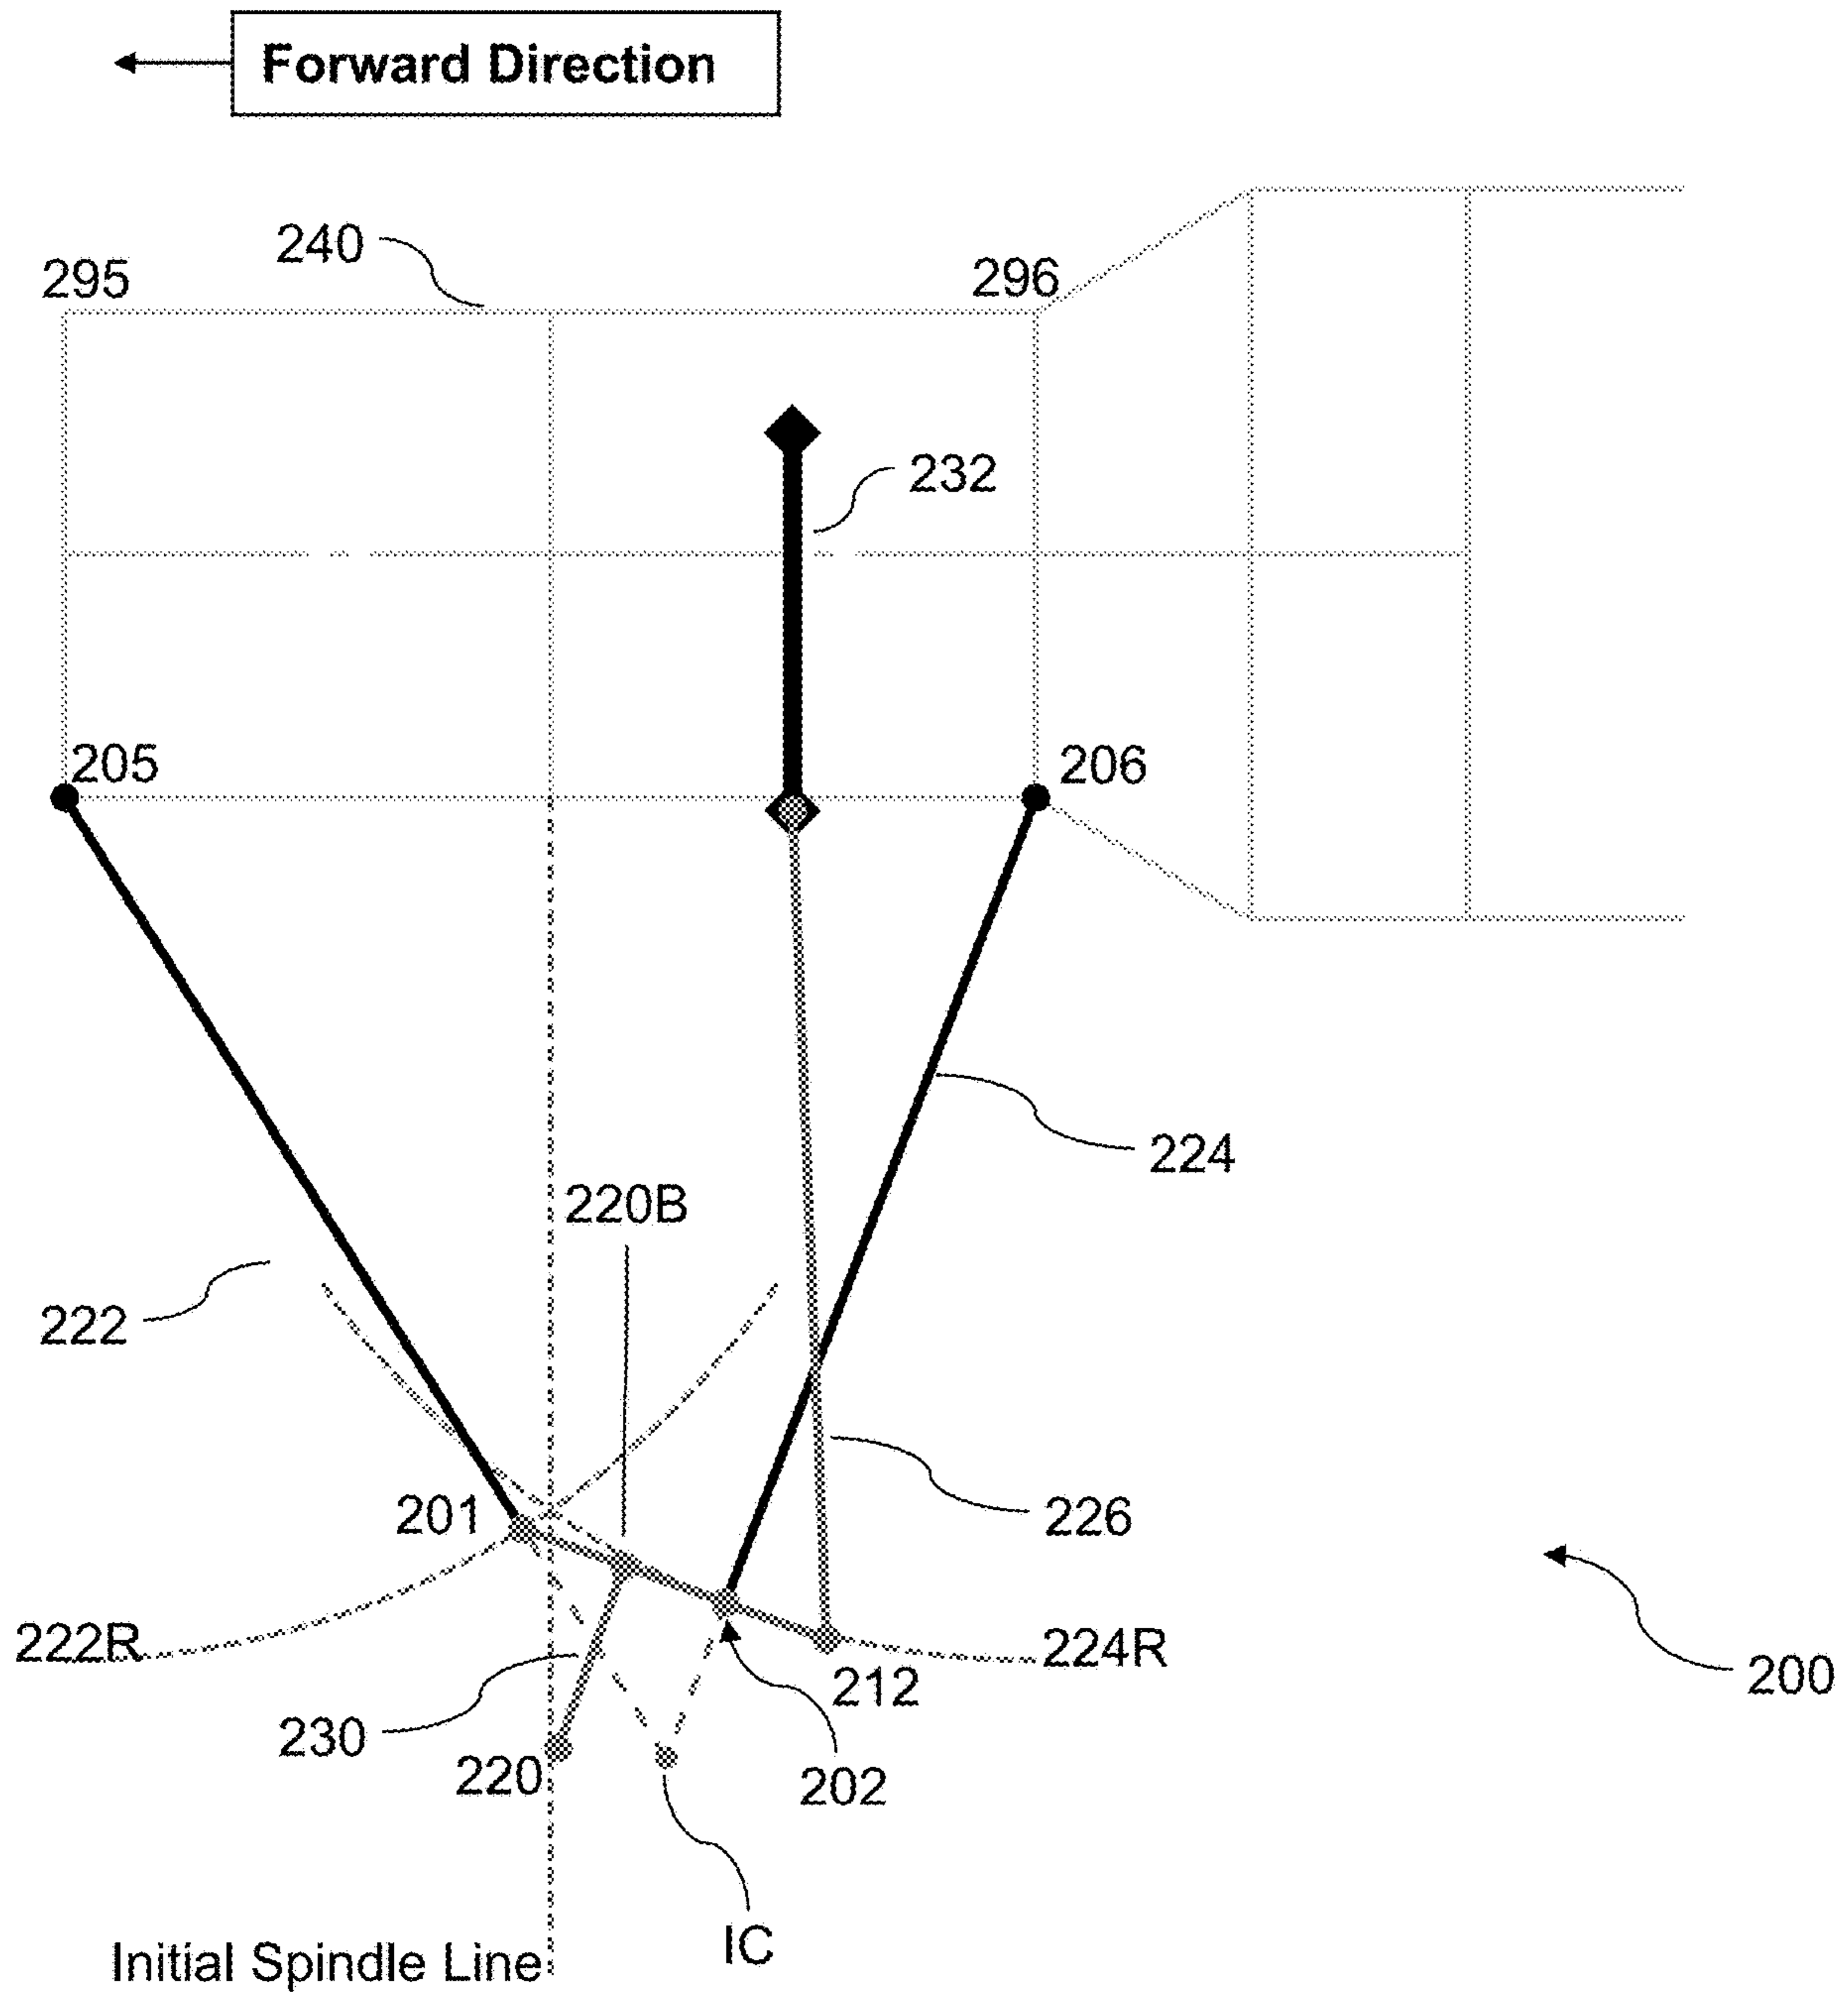 Forward Direction
240
295
296
232
205
206
224
220B
222
201
226
222R
224R
212
200
230
220
202
IC
Initial Spindle Line